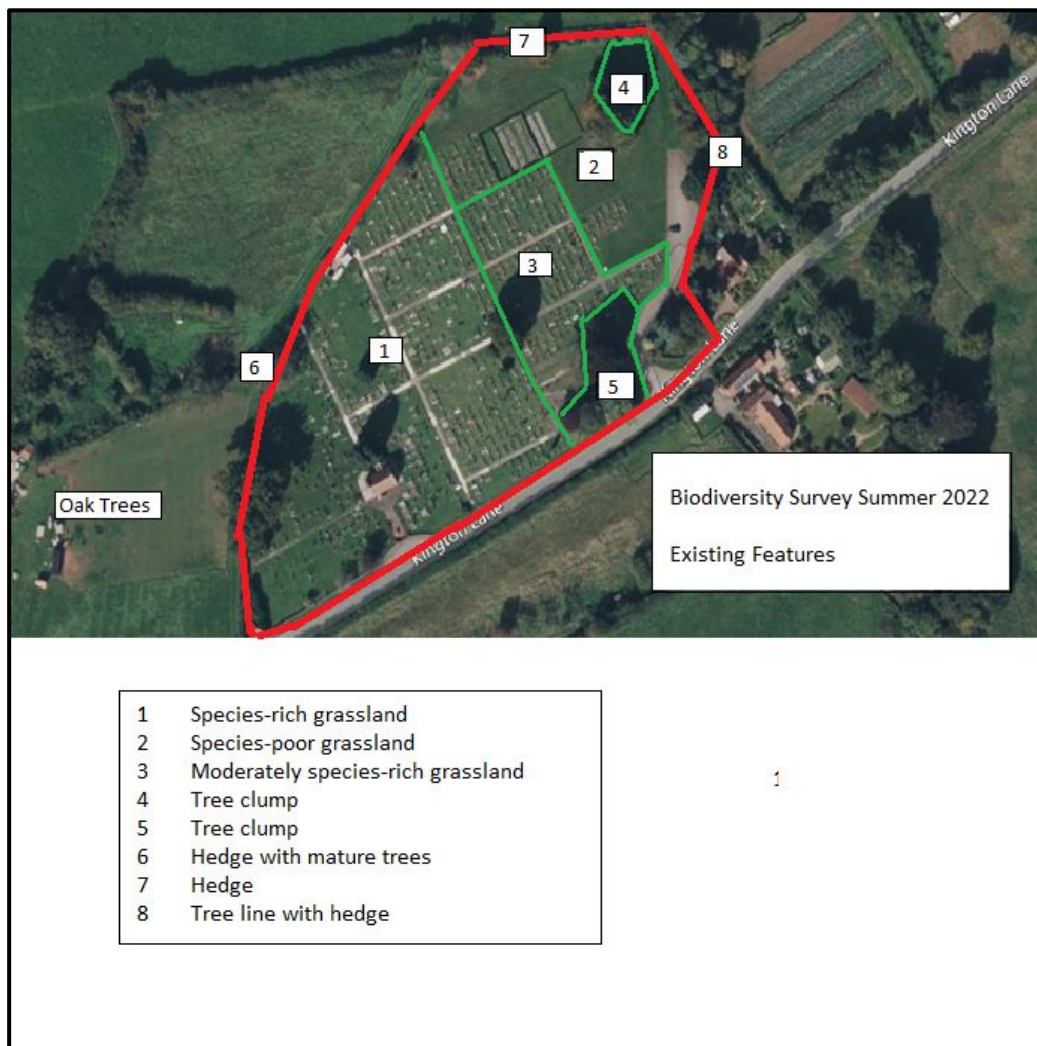 7
4
Kington Lane
8
2
3
1
6
Kington Lane
5
Oak Trees
Kington Lane
Biodiversity Survey Summer 2022
Existing Features
1 Species-rich grassland
2 Species-poor grassland
3 Moderately species-rich grassland
4 Tree clump
5 Tree clump
6 Hedge with mature trees
7 Hedge
8 Tree line with hedge
1